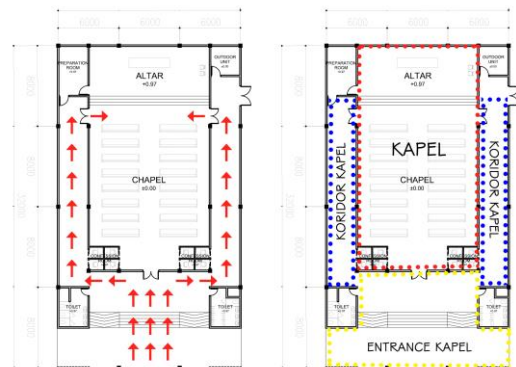 6000
6000
6000
PREPARATION
ROOM
OUTDOOR
UNIT
ALTAR
+0.97
CHAPEL
±0.00
TOILET
TOILET
6000
6000
6000
PREPARATION
ROOM
OUTDOOR
UNIT
ALTAR
+0.97
KAPEL
CHAPEL
±0.00
KORIDOR KAPEL
KORIDOR KAPEL
TOILET
TOILET
ENTRANCE KAPEL